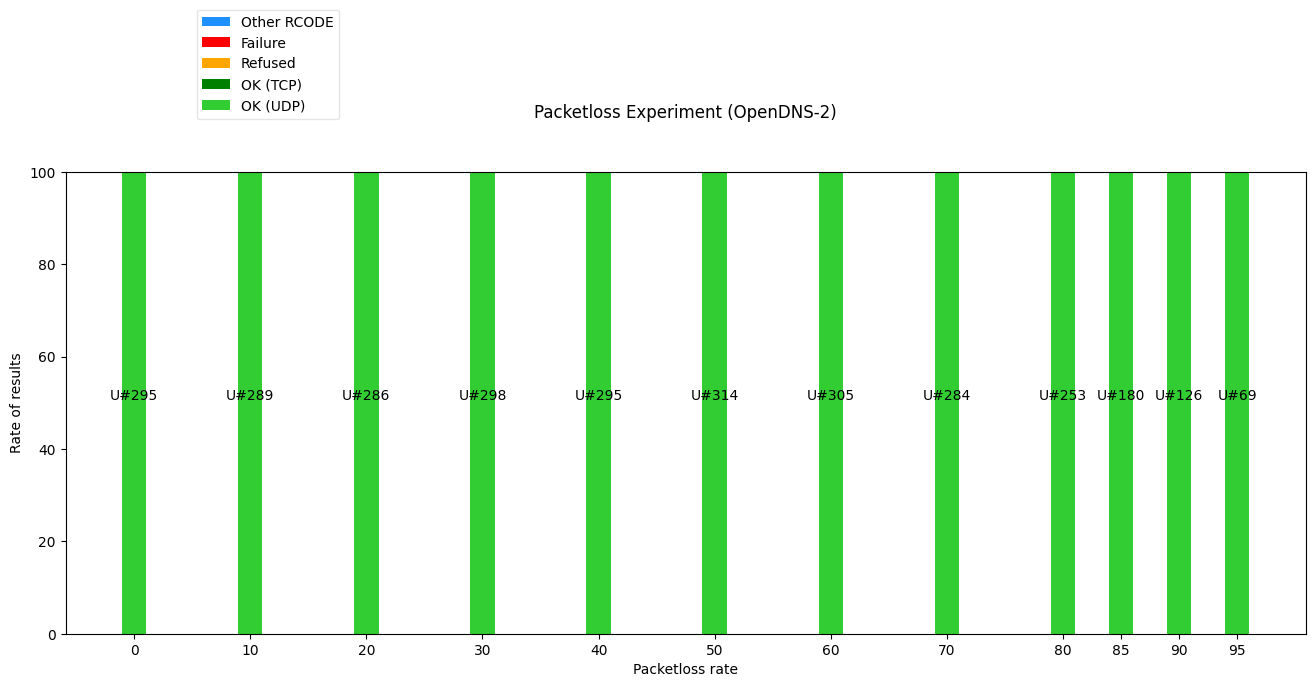 Other RCODE
Failure
Refused
OK (TCP)
OK (UDP)
Packetloss Experiment (OpenDNS-2)
Rate of results
100
80
60
40
20
0
U#295 U#289 U#286 U#298 U#295 U#314 U#305 U#284 U#253 U#180 U#126 U#69
0 10 20 30 40 50 60 70 80 85 90 95
Packetloss rate